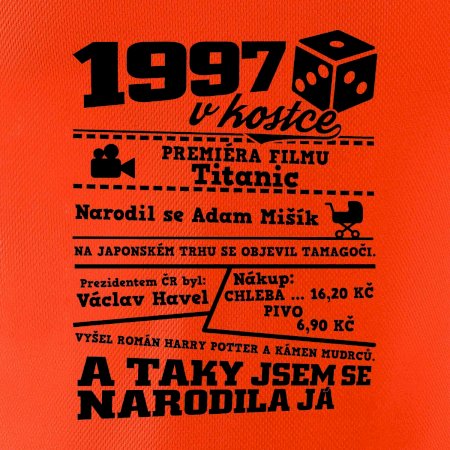 1997
v kostce
PREMIÉRA FILMU
Titanic
Narodil se Adam Mišík
NA JAPONSKÉM TRHU SE OBJEVIL TAMAGOČI.
Prezidentem ČR byl:
Václav Havel
Nákup:
CHLEBA ... 16,20 KČ
PIVO
6,90 KČ
VYŠEL ROMÁN HARRY POTTER A KÁMEN MUDRCŮ.
A TAKY JSEM SE
NARODILA JÁ